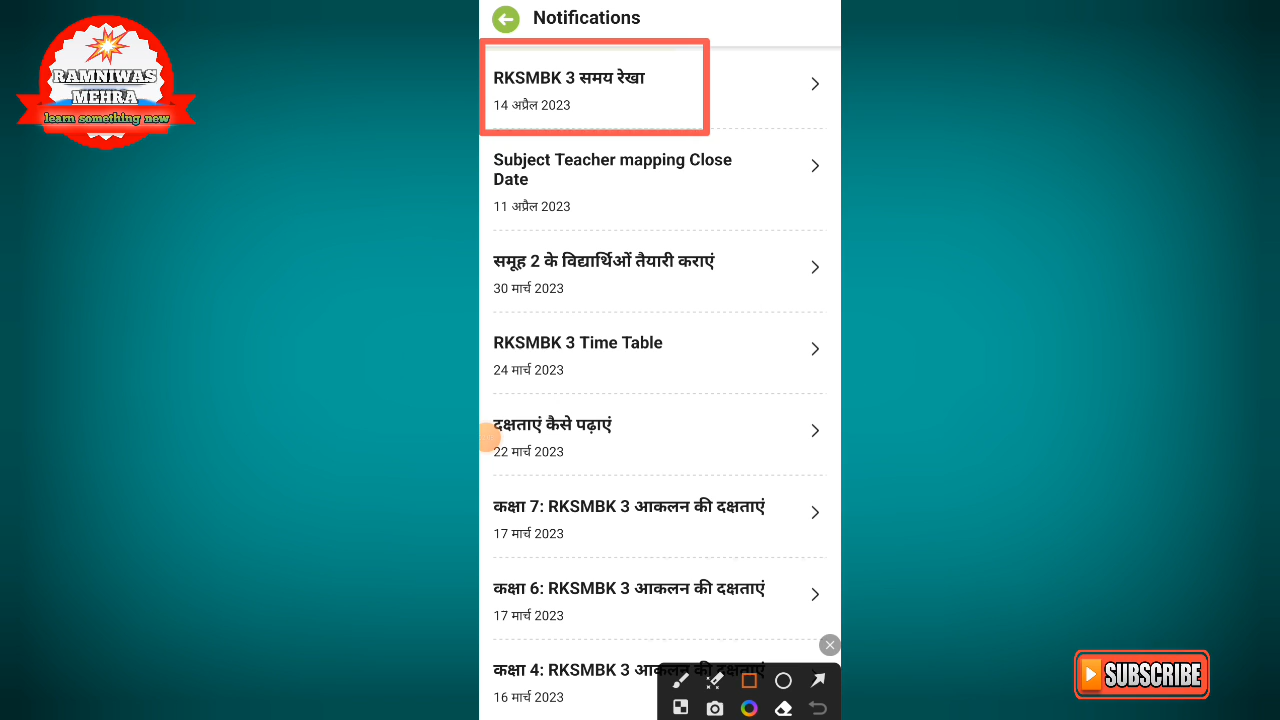 RAMNIWAS
MEHRA
learn something new
Notifications
RKSMBK 3 समय रेखा
14 अप्रैल 2023
Subject Teacher mapping Close
Date
11 अप्रैल 2023
समूह 2 के विद्यार्थिओं तैयारी कराएं
30 मार्च 2023
RKSMBK 3 Time Table
24 मार्च 2023
दक्षताएं कैसे पढ़ाएं
22 मार्च 2023
कक्षा 7: RKSMBK 3 आकलन की दक्षताएं
17 मार्च 2023
कक्षा 6: RKSMBK 3 आकलन की दक्षताएं
17 मार्च 2023
कक्षा 4: RKSMBK 3 आकलन की दक्षताएं
16 मार्च 2023
SUBSCRIBE